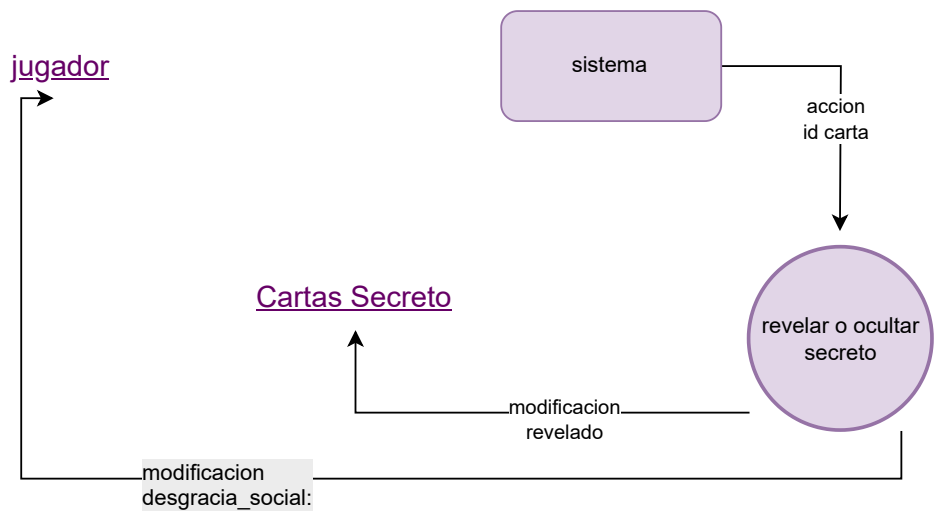 sistema
jugador
accion
id carta
Cartas Secreto
revelar o ocultar
secreto
modificacion
revelado
modificacion
desgracia_social: